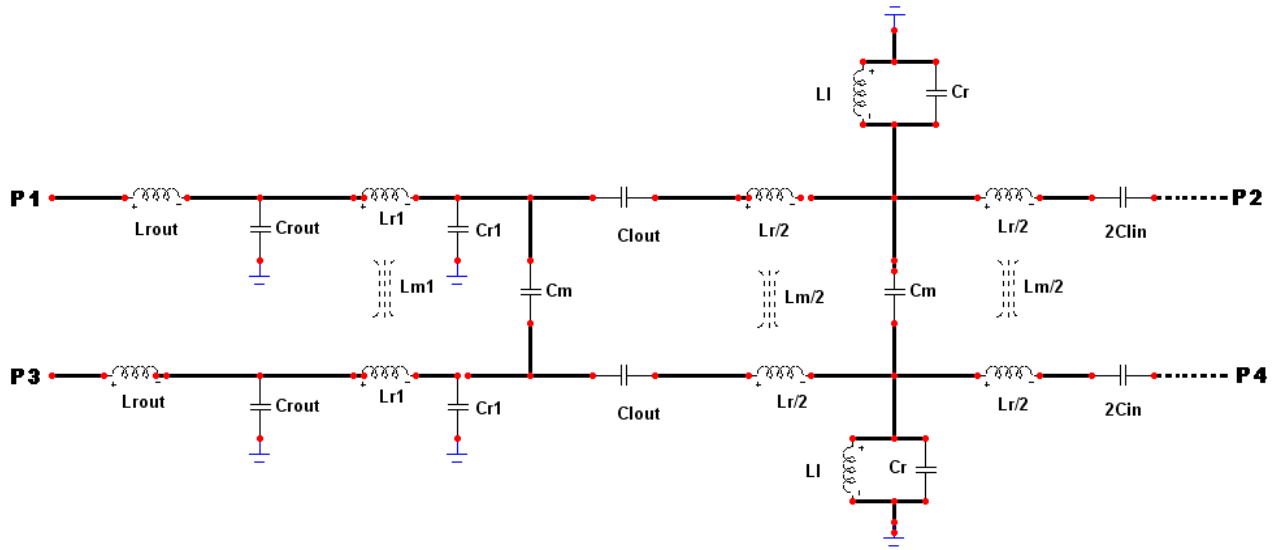 Ll
Cr
P1
Lrout
Crout
Lr1
Cr1
Clout
Lr/2
Lr/2
2Clin
P2
Lm1
Cm
Lm/2
Cm
Lm/2
P3
Lrout
Crout
Lr1
Cr1
Clout
Lr/2
Lr/2
2Cin
P4
Ll
Cr
+
-
+
-
+
-
+
-
+
-
+
-
+
-
+
-
+
-
+
-